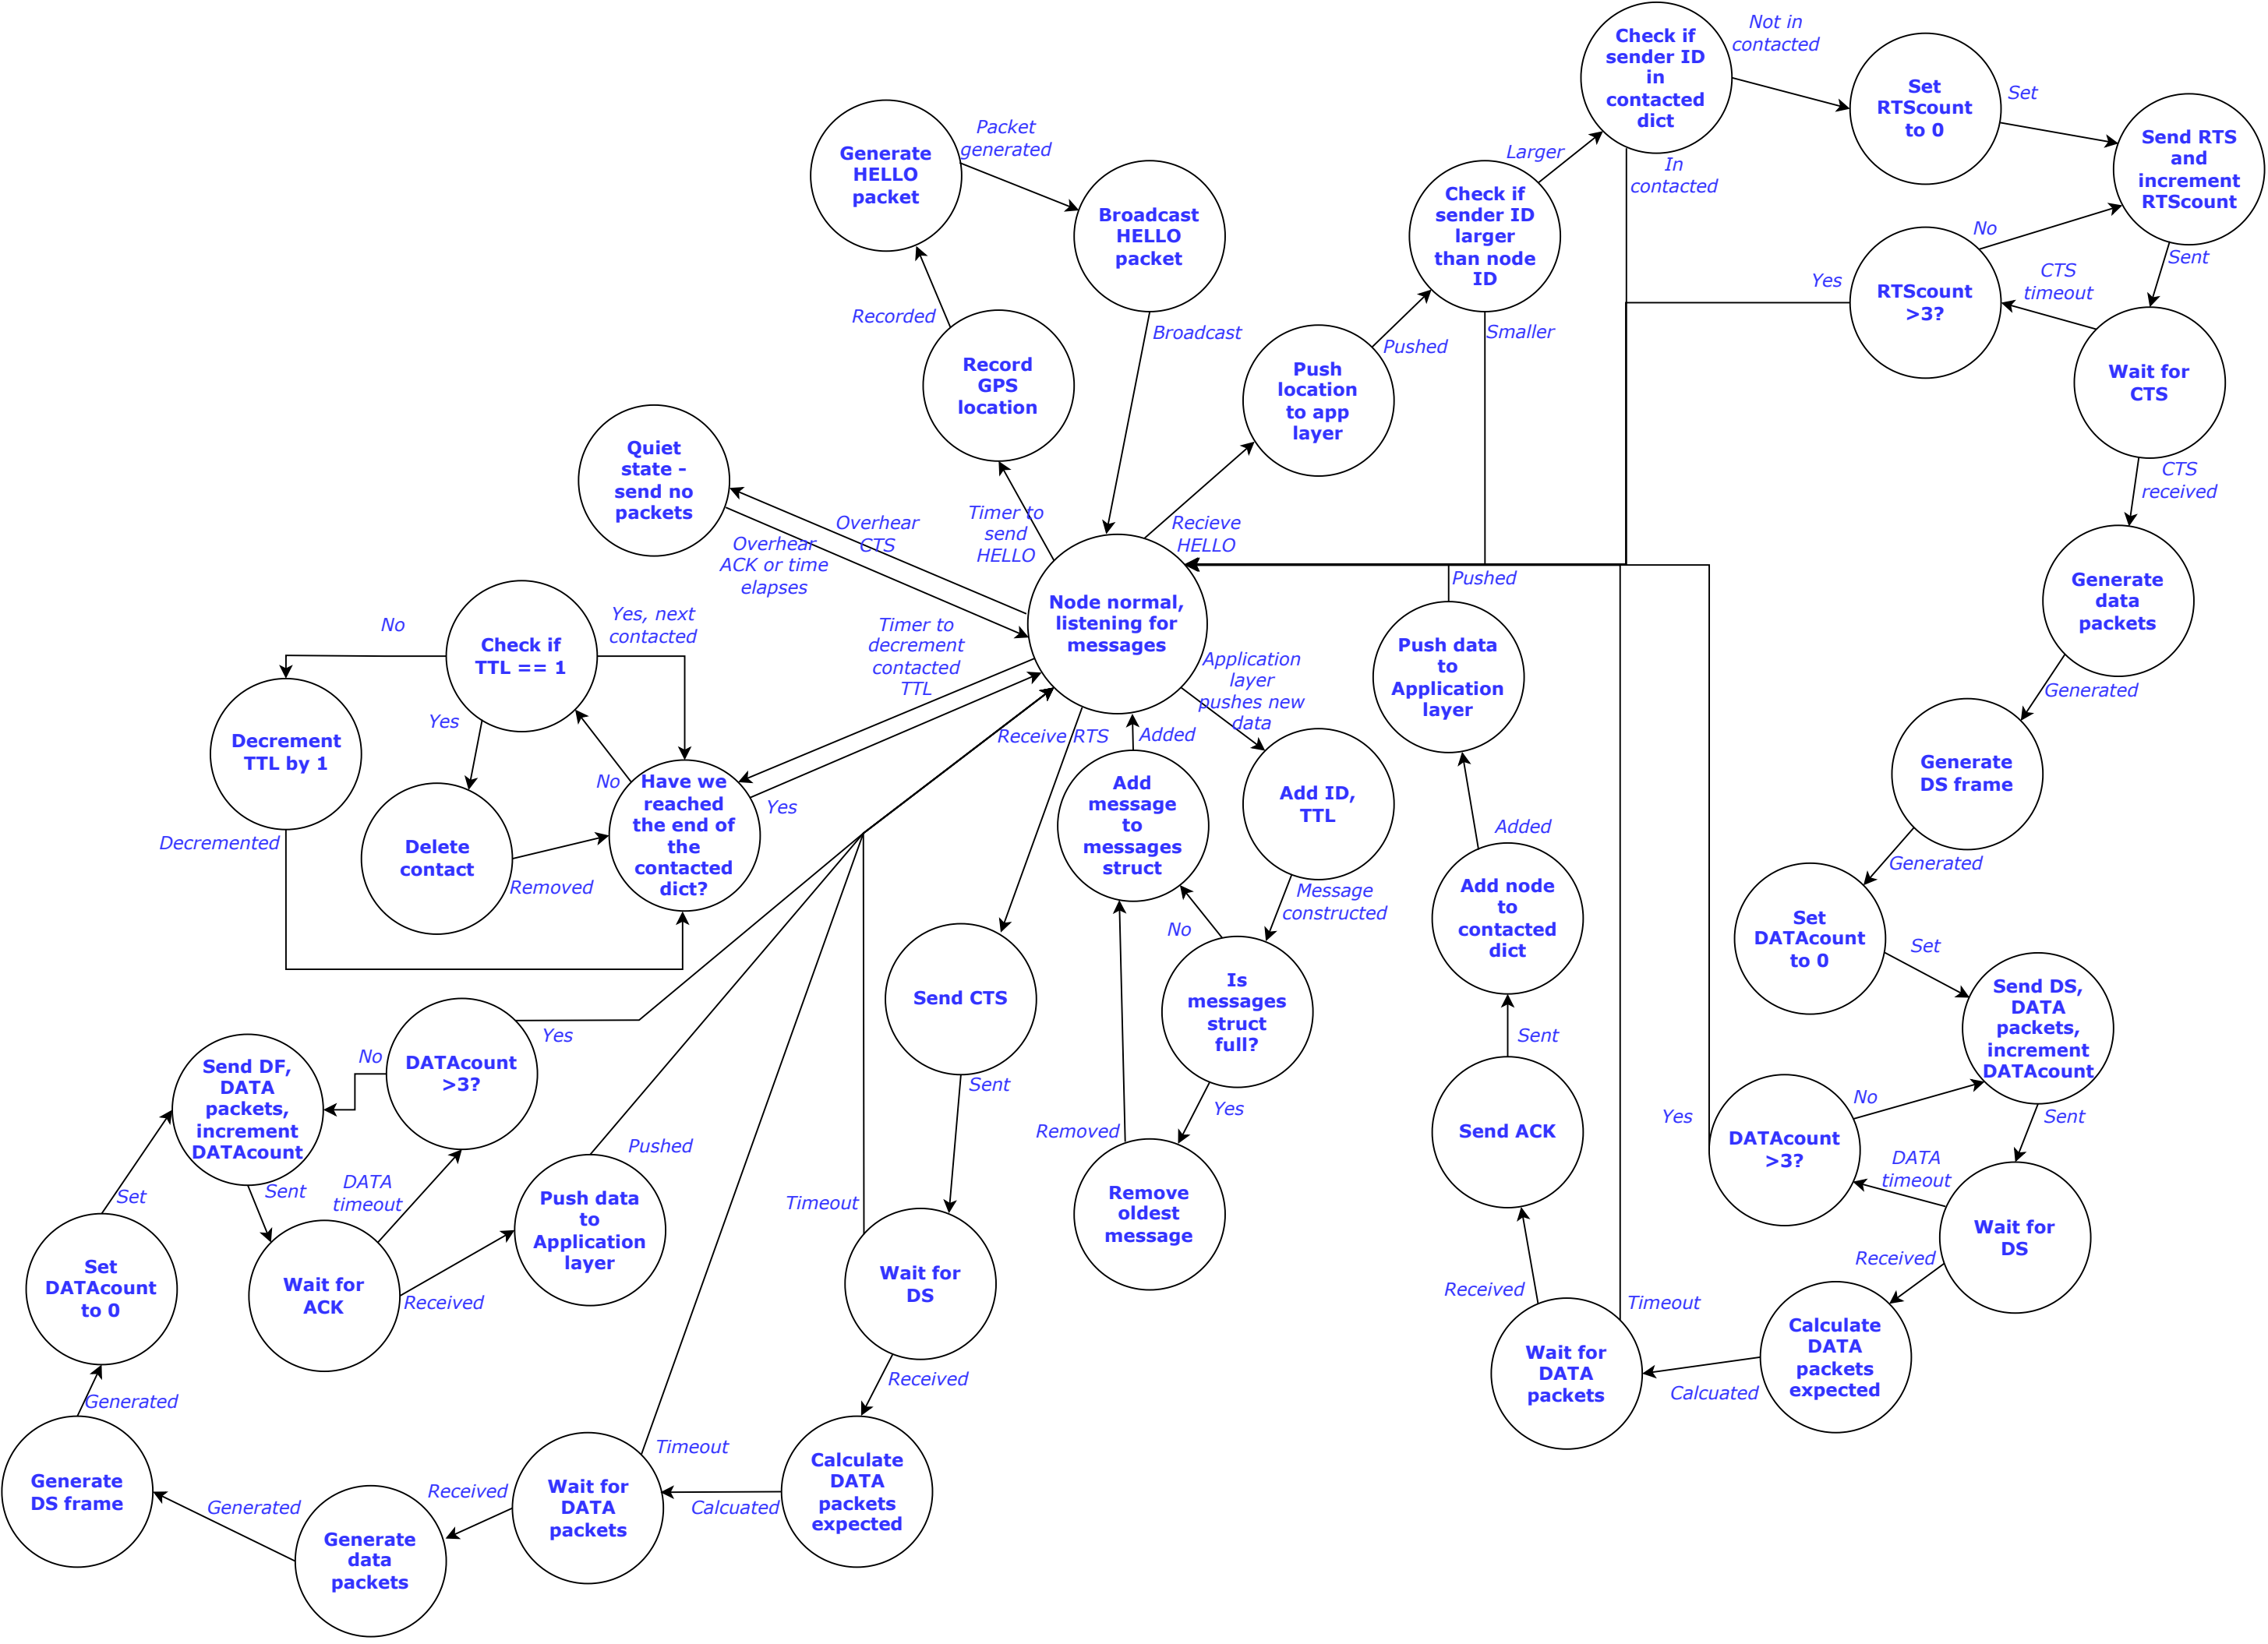 Check if
sender ID
in
contacted
dict
Not in
contacted
Set
RTScount
to 0
Set
Send RTS
and
increment
RTScount
Generate
HELLO
packet
Packet
generated
Broadcast
HELLO
packet
Larger
In
contacted
Check if
sender ID
larger
than node
ID
No
Sent
CTS
timeout
RTScount
>3?
Yes
Recorded
Broadcast
Smaller
Pushed
Record
GPS
location
Push
location
to app
layer
Wait for
CTS
Quiet
state -
send no
packets
CTS
received
Overhear
CTS
Timer to
send
HELLO
Recieve
HELLO
Overhear
ACK or time
elapses
Pushed
Generate
data
packets
Node normal,
listening for
messages
No
Check if
TTL == 1
Yes, next
contacted
Timer to
decrement
contacted
TTL
Application
layer
pushes new
data
Push data
to
Application
layer
Generated
Yes
Decrement
TTL by 1
Receive RTS
Added
Generate
DS frame
No
Have we
reached
the end of
the
contacted
dict?
Yes
Add
message
to
messages
struct
Add ID,
TTL
Added
Decremented
Delete
contact
Removed
Message
constructed
Add node
to
contacted
dict
Generated
Set
DATAcount
to 0
Set
No
Send CTS
Is
messages
struct
full?
Send DS,
DATA
packets,
increment
DATAcount
Yes
Sent
DATAcount
>3?
No
Send DF,
DATA
packets,
increment
DATAcount
Sent
Yes
Removed
Send ACK
Yes
No
Sent
DATAcount
>3?
DATA
timeout
Pushed
DATA
timeout
Sent
Set
Push data
to
Application
layer
Timeout
Remove
oldest
message
Wait for
DS
Received
Set
DATAcount
to 0
Wait for
ACK
Received
Wait for
DS
Received
Timeout
Calculate
DATA
packets
expected
Wait for
DATA
packets
Calcuated
Received
Generated
Timeout
Calculate
DATA
packets
expected
Calcuated
Wait for
DATA
packets
Received
Generate
DS frame
Generated
Generate
data
packets